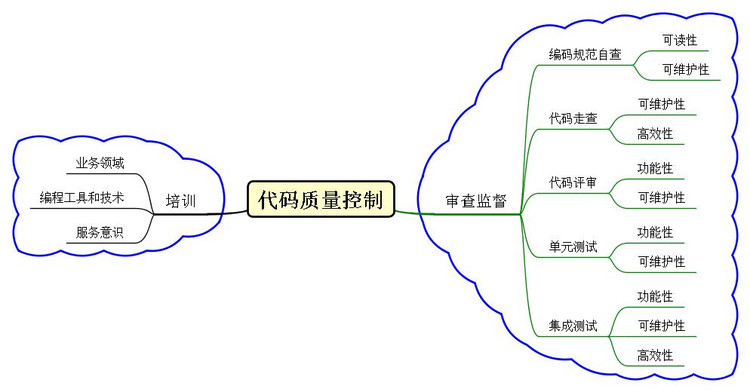 代码质量控制
培训
业务领域
编程工具和技术
服务意识
审查监督
编码规范自查
可读性
可维护性
代码走查
可维护性
高效性
代码评审
功能性
可维护性
单元测试
功能性
可维护性
集成测试
功能性
可维护性
高效性